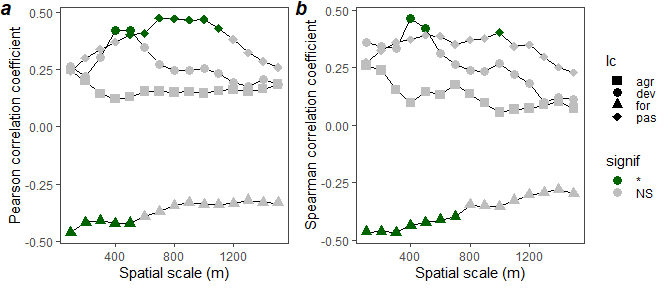 a
Pearson correlation coefficient
0.50
0.25
0.00
-0.25
-0.50
400
800
1200
Spatial scale (m)
b
Spearman correlation coefficient
0.50
0.25
0.00
-0.25
-0.50
400
800
1200
Spatial scale (m)
lc
agr
dev
for
pas
signif
*
NS